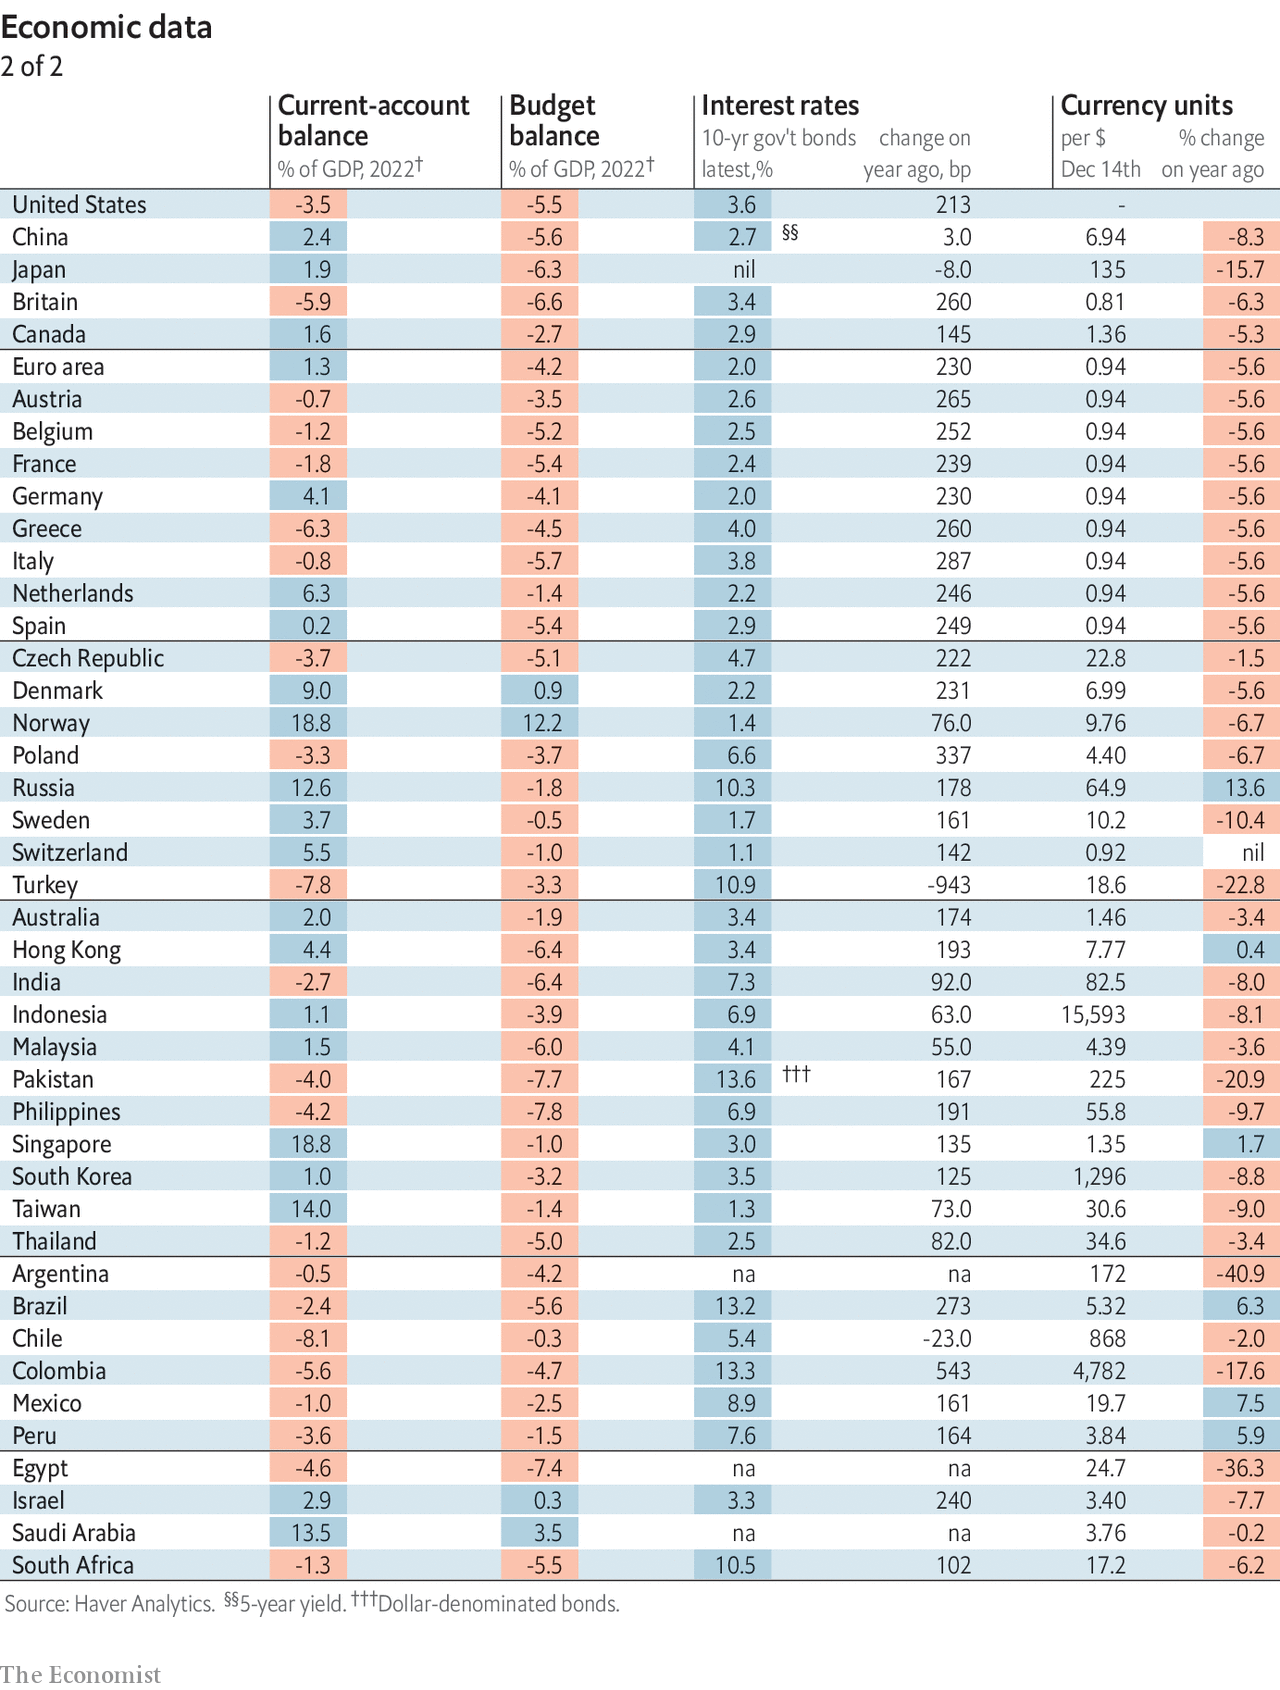 Economic data
2 of 2
Current-account balance % of GDP, 2022† Budget balance % of GDP, 2022† Interest rates 10-yr gov't bonds latest,% change on year ago, bp Currency units per $ Dec 14th % change on year ago
United States -3.5 -5.5 3.6 213 -
China 2.4 -5.6 2.7 §§ 3.0 6.94 -8.3
Japan 1.9 -6.3 nil -8.0 135 -15.7
Britain -5.9 -6.6 3.4 260 0.81 -6.3
Canada 1.6 -2.7 2.9 145 1.36 -5.3
Euro area 1.3 -4.2 2.0 230 0.94 -5.6
Austria -0.7 -3.5 2.6 265 0.94 -5.6
Belgium -1.2 -5.2 2.5 252 0.94 -5.6
France -1.8 -5.4 2.4 239 0.94 -5.6
Germany 4.1 -4.1 2.0 230 0.94 -5.6
Greece -6.3 -4.5 4.0 260 0.94 -5.6
Italy -0.8 -5.7 3.8 287 0.94 -5.6
Netherlands 6.3 -1.4 2.2 246 0.94 -5.6
Spain 0.2 -5.4 2.9 249 0.94 -5.6
Czech Republic -3.7 -5.1 4.7 222 22.8 -1.5
Denmark 9.0 0.9 2.2 231 6.99 -5.6
Norway 18.8 12.2 1.4 76.0 9.76 -6.7
Poland -3.3 -3.7 6.6 337 4.40 -6.7
Russia 12.6 -1.8 10.3 178 64.9 13.6
Sweden 3.7 -0.5 1.7 161 10.2 -10.4
Switzerland 5.5 -1.0 1.1 142 0.92 nil
Turkey -7.8 -3.3 10.9 -943 18.6 -22.8
Australia 2.0 -1.9 3.4 174 1.46 -3.4
Hong Kong 4.4 -6.4 3.4 193 7.77 0.4
India -2.7 -6.4 7.3 92.0 82.5 -8.0
Indonesia 1.1 -3.9 6.9 63.0 15,593 -8.1
Malaysia 1.5 -6.0 4.1 55.0 4.39 -3.6
Pakistan -4.0 -7.7 13.6 ††† 167 225 -20.9
Philippines -4.2 -7.8 6.9 191 55.8 -9.7
Singapore 18.8 -1.0 3.0 135 1.35 1.7
South Korea 1.0 -3.2 3.5 125 1,296 -8.8
Taiwan 14.0 -1.4 1.3 73.0 30.6 -9.0
Thailand -1.2 -5.0 2.5 82.0 34.6 -3.4
Argentina -0.5 -4.2 na na 172 -40.9
Brazil -2.4 -5.6 13.2 273 5.32 6.3
Chile -8.1 -0.3 5.4 -23.0 868 -2.0
Colombia -5.6 -4.7 13.3 543 4,782 -17.6
Mexico -1.0 -2.5 8.9 161 19.7 7.5
Peru -3.6 -1.5 7.6 164 3.84 5.9
Egypt -4.6 -7.4 na na 24.7 -36.3
Israel 2.9 0.3 3.3 240 3.40 -7.7
Saudi Arabia 13.5 3.5 na na 3.76 -0.2
South Africa -1.3 -5.5 10.5 102 17.2 -6.2
Source: Haver Analytics. §§5-year yield. †††Dollar-denominated bonds.
The Economist